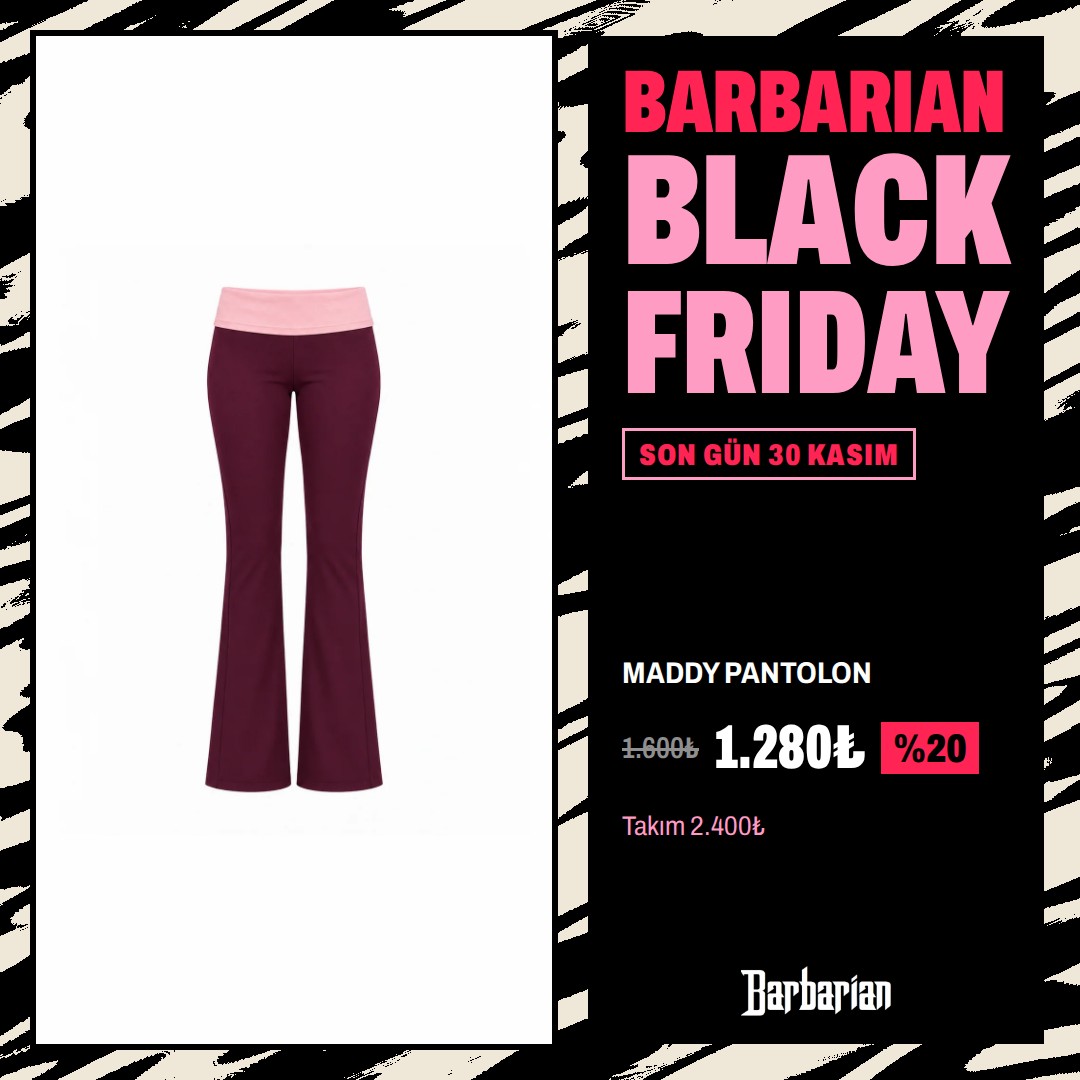 BARBARIAN
BLACK
FRIDAY
SON GÜN 30 KASIM
MADDY PANTOLON
1.600₺ 1.280₺ %20
Takım 2.400₺
Barbarian